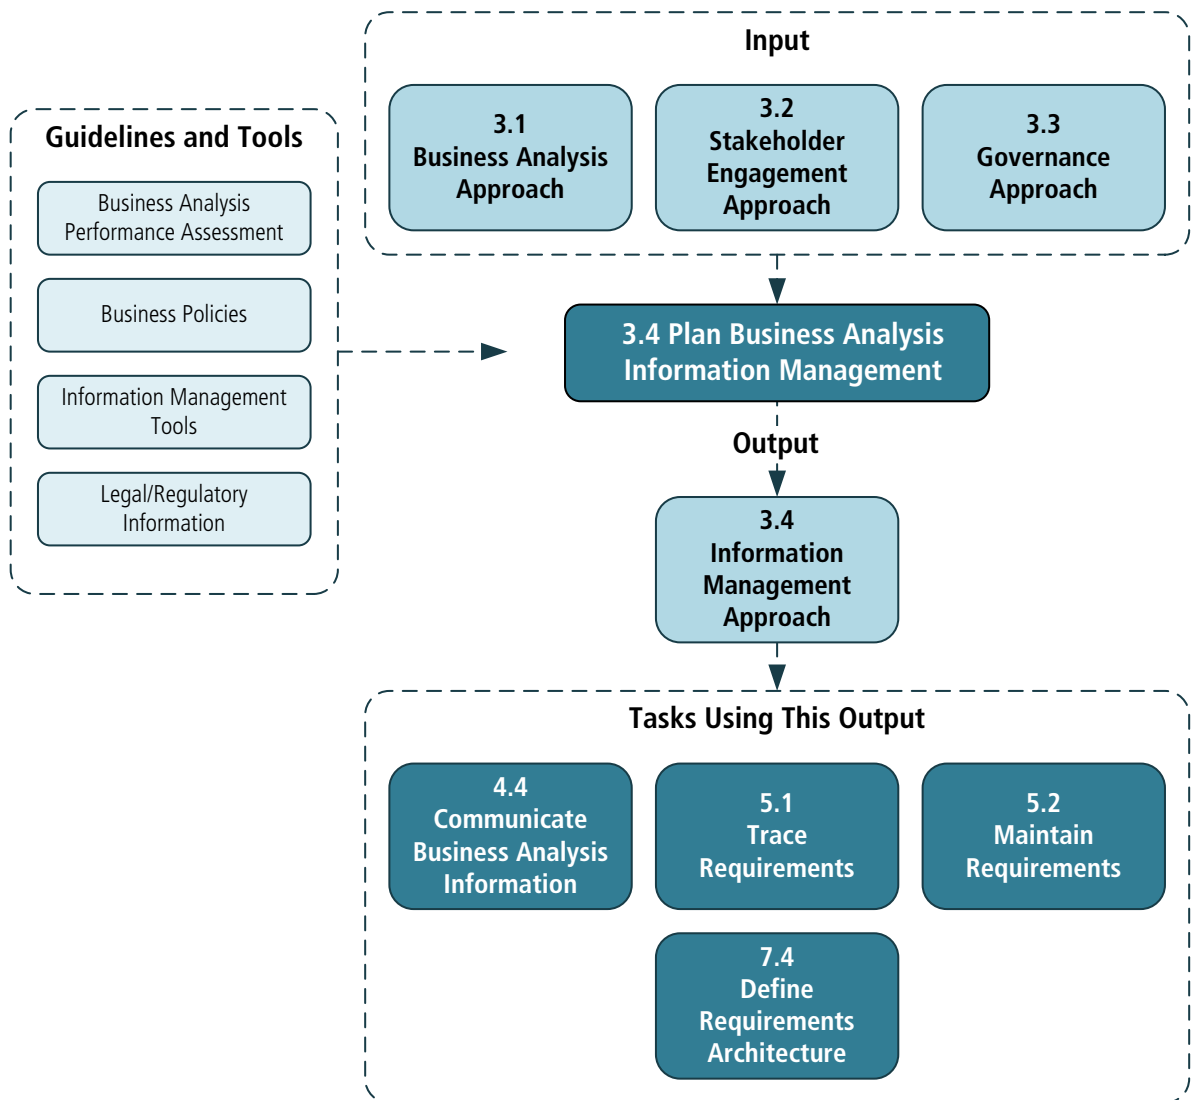 Input
3.1
Business Analysis
Approach
3.2
Stakeholder
Engagement
Approach
3.3
Governance
Approach
Guidelines and Tools
Business Analysis
Performance Assessment
Business Policies
Information Management
Tools
Legal/Regulatory
Information
3.4 Plan Business Analysis
Information Management
Output
3.4
Information
Management
Approach
Tasks Using This Output
4.4
Communicate
Business Analysis
Information
5.1
Trace
Requirements
5.2
Maintain
Requirements
7.4
Define
Requirements
Architecture